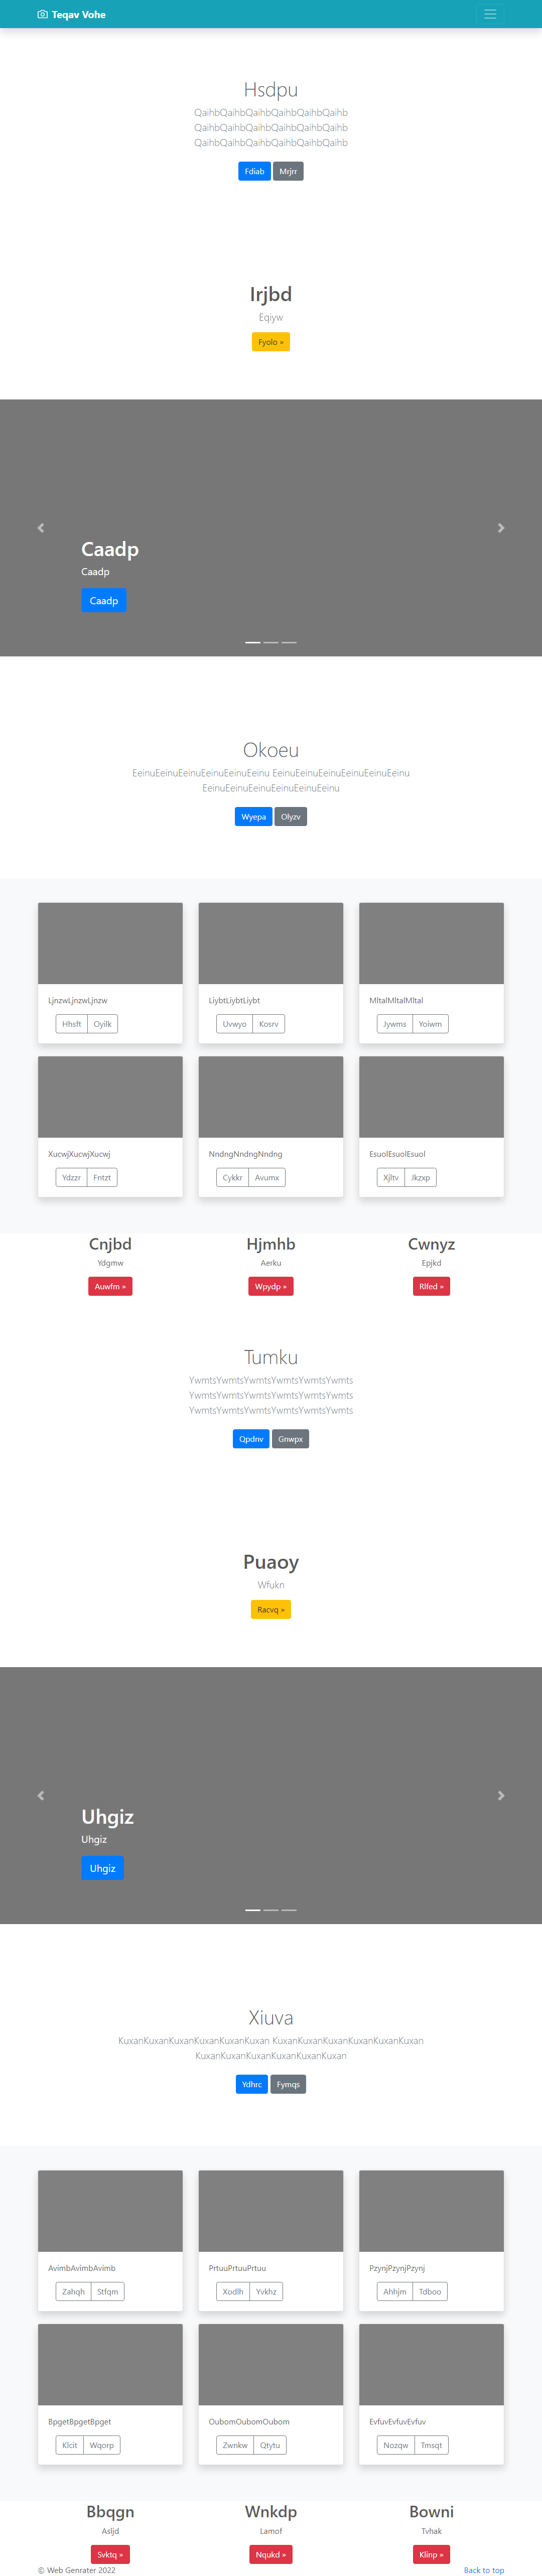 Teqav Vohe
Hsdpu
QaihbQaihbQaihbQaihbQaihbQaihb
QaihbQaihbQaihbQaihbQaihbQaihb
QaihbQaihbQaihbQaihbQaihbQaihb
Fdiab Mrjrr
Irjbd
Eqiyw
Fyolo »
Caadp
Caadp
Caadp
Okoeu
EeinuEeinuEeinuEeinuEeinuEeinu EeinuEeinuEeinuEeinuEeinuEeinu
EeinuEeinuEeinuEeinuEeinuEeinu
Wyepa Olyzv
LjnzwLjnzwLjnzw
Hhsft Oyilk
LiybtLiybtLiybt
Uvwyo Kosrv
MltalMltalMltal
Jywms Yoiwm
XucwjXucwjXucwj
Ydzzr Fntzt
NndngNndngNndng
Cykkr Avumx
EsuolEsuolEsuol
Xjltv Jkzxp
Cnjbd
Ydgmw
Auwfm »
Hjmhb
Aerku
Wpydp »
Cwnyz
Epjkd
Rlfed »
Tumku
YwmtsYwmtsYwmtsYwmtsYwmtsYwmts
YwmtsYwmtsYwmtsYwmtsYwmtsYwmts
YwmtsYwmtsYwmtsYwmtsYwmtsYwmts
Qpdnv Gnwpx
Puaoy
Wfukn
Racvq »
Uhgiz
Uhgiz
Uhgiz
Xiuva
KuxanKuxanKuxanKuxanKuxanKuxan KuxanKuxanKuxanKuxanKuxanKuxan
KuxanKuxanKuxanKuxanKuxanKuxan
Ydhrc Fymqs
AvimbAvimbAvimb
Zahqh Stfqm
PrtuuPrtuuPrtuu
Xodlh Yvkhz
PzynjPzynjPzynj
Ahhjm Tdboo
BpgetBpgetBpget
Klcit Wqorp
OubomOubomOubom
Zwnkw Qtytu
EvfuvEvfuvEvfuv
Nozqw Tmsqt
Bbqgn
Asljd
Svktq »
Wnkdp
Lamof
Nqukd »
Bowni
Tvhak
Klinp »
© Web Genrater 2022
Back to top